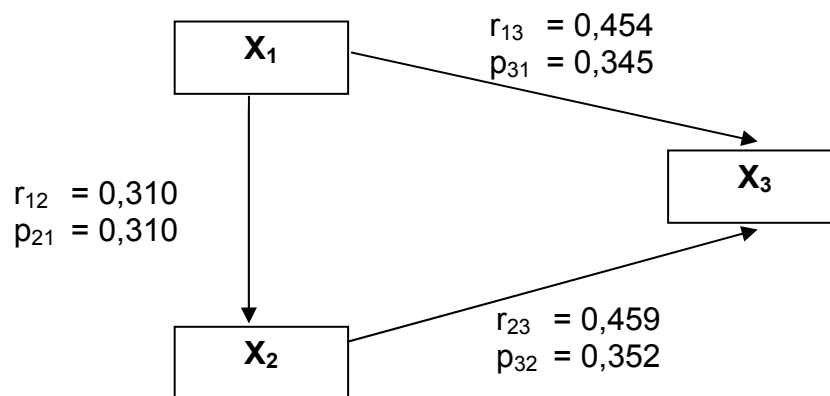 X₁
r₁₃ = 0,454
p₃₁ = 0,345
X₃
r₁₂ = 0,310
p₂₁ = 0,310
X₂
r₂₃ = 0,459
p₃₂ = 0,352